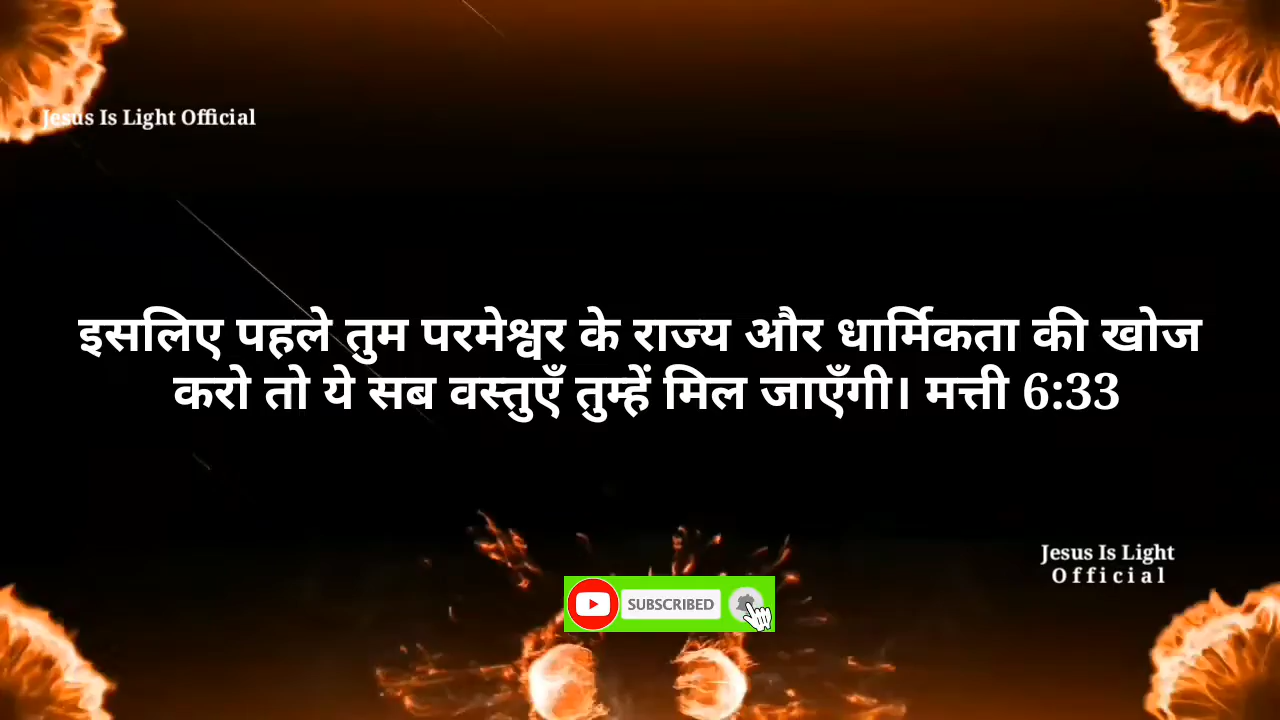 Jesus Is Light Official
इसलिए पहले तुम परमेश्वर के राज्य और धार्मिकता की खोज
करो तो ये सब वस्तुएँ तुम्हें मिल जाएँगी। मत्ती 6:33
Jesus Is Light
Official
SUBSCRIBED